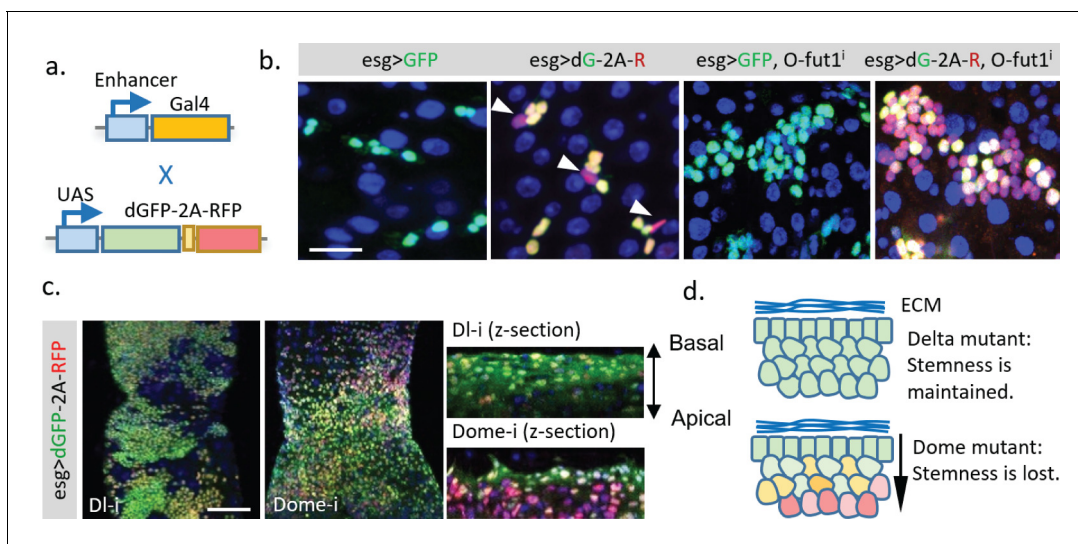 a.
Enhancer
Gal4
X
UAS
dGFP-2A-RFP
b.
esg>GFP
esg>dG-2A-R
esg>GFP, O-fut1ⁱ
esg>dG-2A-R, O-fut1ⁱ
c.
esg>dGFP-2A-RFP
Dl-i
Dome-i
Dl-i (z-section)
Dome-i (z-section)
Basal
Apical
d.
ECM
Delta mutant:
Stemness is
maintained.
Dome mutant:
Stemness is lost.